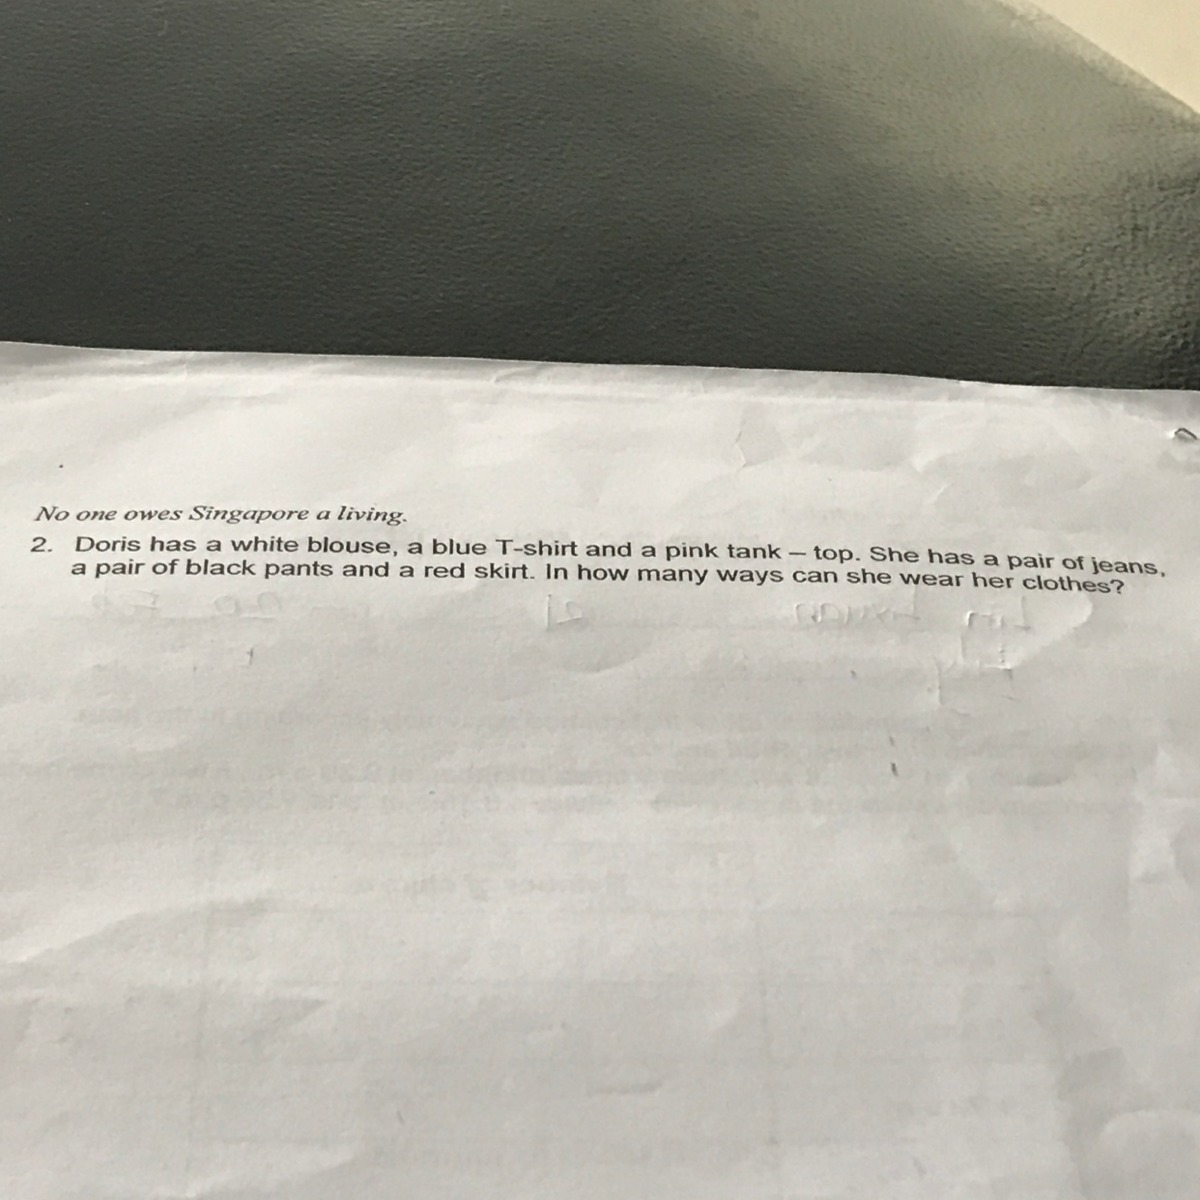 No one owes Singapore a living.
2. Doris has a white blouse, a blue T-shirt and a pink tank – top. She has a pair of jeans,
a pair of black pants and a red skirt. In how many ways can she wear her clothes?